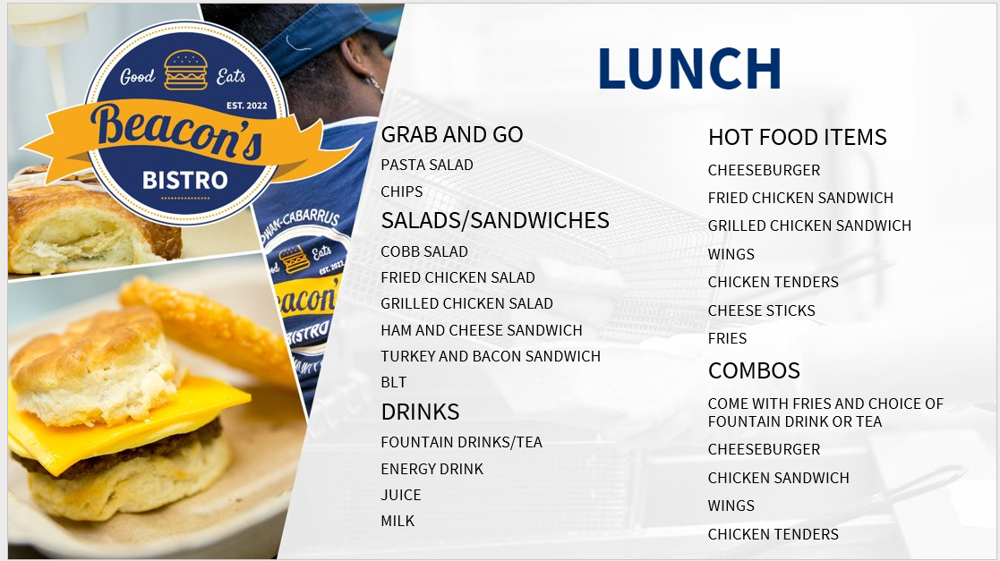 Good Eats
EST. 2022
Beacon's
BISTRO
WAN-CABARRUS
Eats
EST. 2022
eacon'
BISTRO
LUNCH
GRAB AND GO
PASTA SALAD
CHIPS
SALADS/SANDWICHES
COBB SALAD
FRIED CHICKEN SALAD
GRILLED CHICKEN SALAD
HAM AND CHEESE SANDWICH
TURKEY AND BACON SANDWICH
BLT
DRINKS
FOUNTAIN DRINKS/TEA
ENERGY DRINK
JUICE
MILK
HOT FOOD ITEMS
CHEESEBURGER
FRIED CHICKEN SANDWICH
GRILLED CHICKEN SANDWICH
WINGS
CHICKEN TENDERS
CHEESE STICKS
FRIES
COMBOS
COME WITH FRIES AND CHOICE OF
FOUNTAIN DRINK OR TEA
CHEESEBURGER
CHICKEN SANDWICH
WINGS
CHICKEN TENDERS